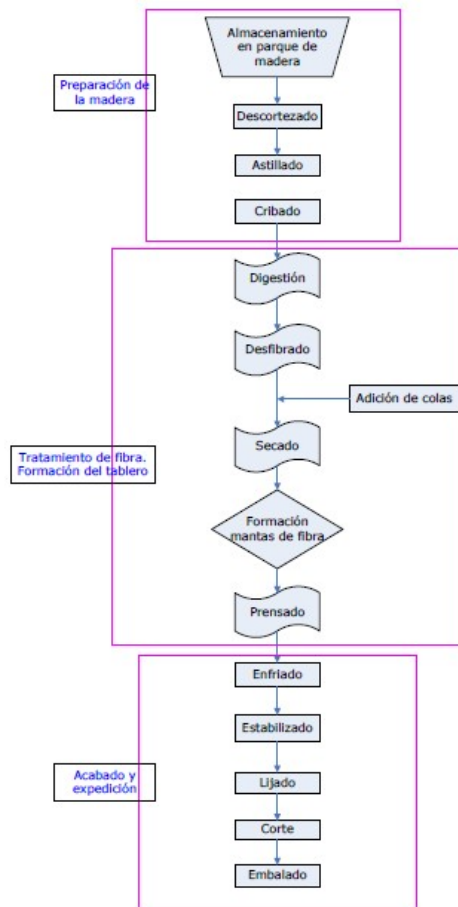 Almacenamiento
en parque de
madera
Preparación de
la madera
Descortezado
Astillado
Cribado
Digestión
Desfibrado
Adición de colas
Tratamiento de fibra.
Formación del tablero
Secado
Formación
mantas de fibra
Prensado
Enfriado
Estabilizado
Acabado y
expedición
Lijado
Corte
Embalado